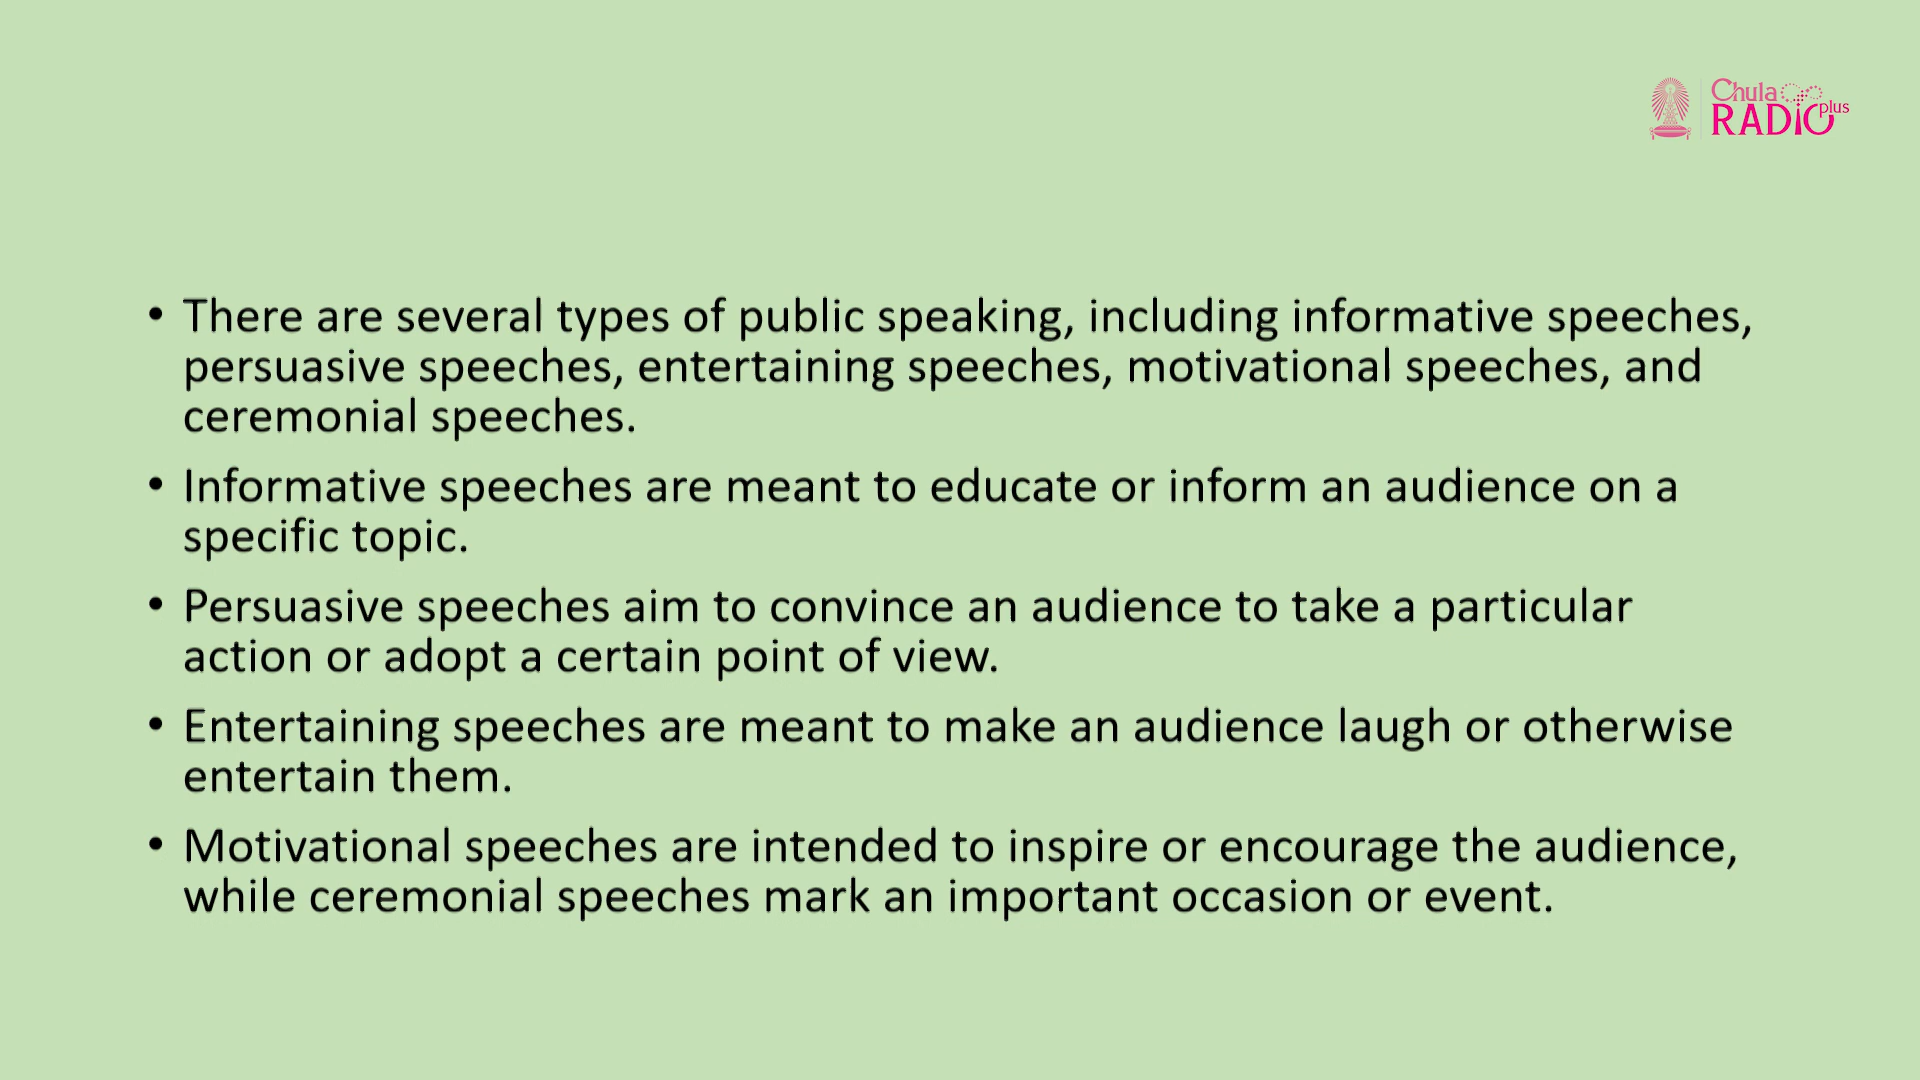 Chula
RADIO plus
• There are several types of public speaking, including informative speeches,
persuasive speeches, entertaining speeches, motivational speeches, and
ceremonial speeches.
• Informative speeches are meant to educate or inform an audience on a
specific topic.
• Persuasive speeches aim to convince an audience to take a particular
action or adopt a certain point of view.
• Entertaining speeches are meant to make an audience laugh or otherwise
entertain them.
• Motivational speeches are intended to inspire or encourage the audience,
while ceremonial speeches mark an important occasion or event.